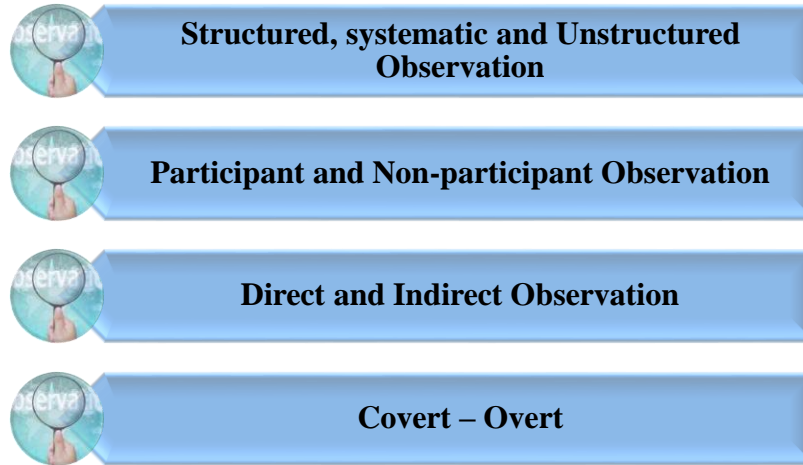 Structured, systematic and Unstructured
Observation
Participant and Non-participant Observation
Direct and Indirect Observation
Covert – Overt